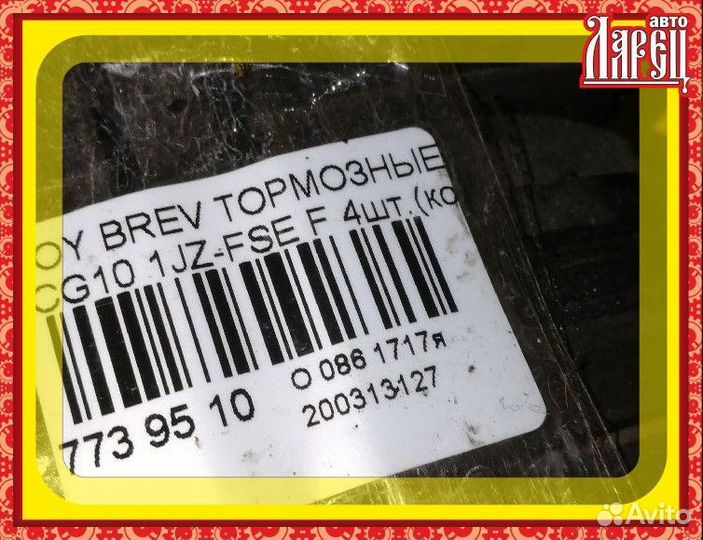 авто
ЛАРЕЦ
OY BREV ТОРМОЗНЫЕ
CG10 1JZ-FSE F 4шт.(ко
773 95 10
О 086 1717я
200313127
Avito